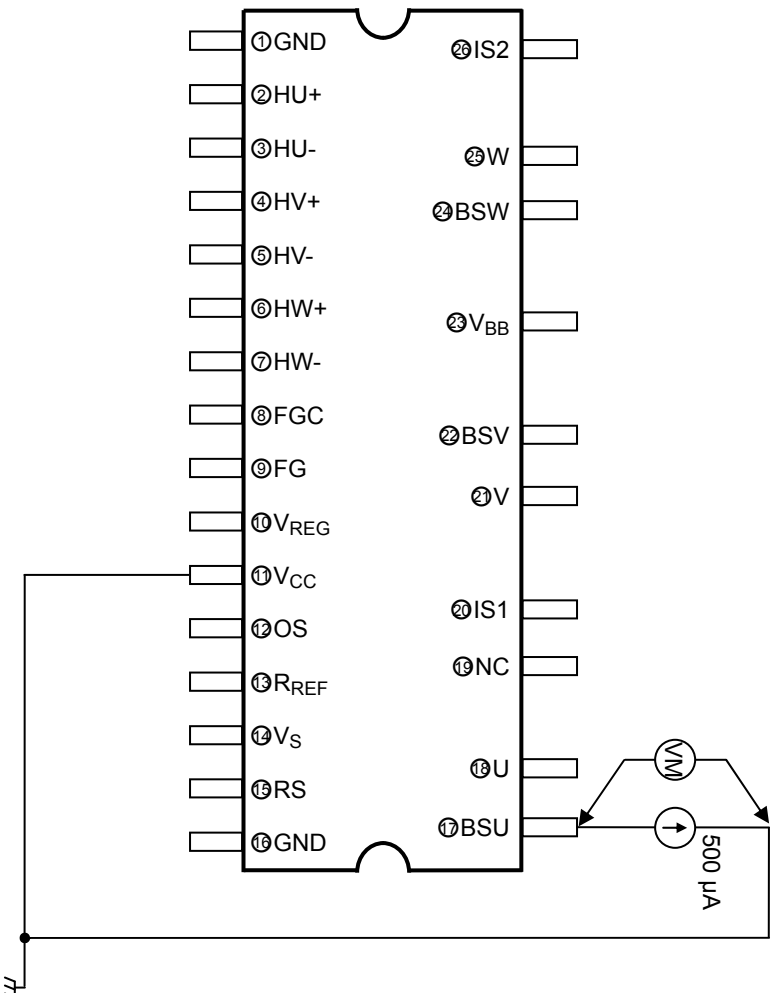 ①GND
②HU+
③HU-
④HV+
⑤HV-
⑥HW+
⑦HW-
⑧FGC
⑨FG
⑩VREG
⑪VCC
⑫OS
⑬RREF
⑭VS
⑮RS
⑯GND
㉖IS2
㉕W
㉔BSW
㉓VBB
㉒BSV
㉑V
⑳IS1
⑲NC
⑱U
⑰BSU
VM
500 μA